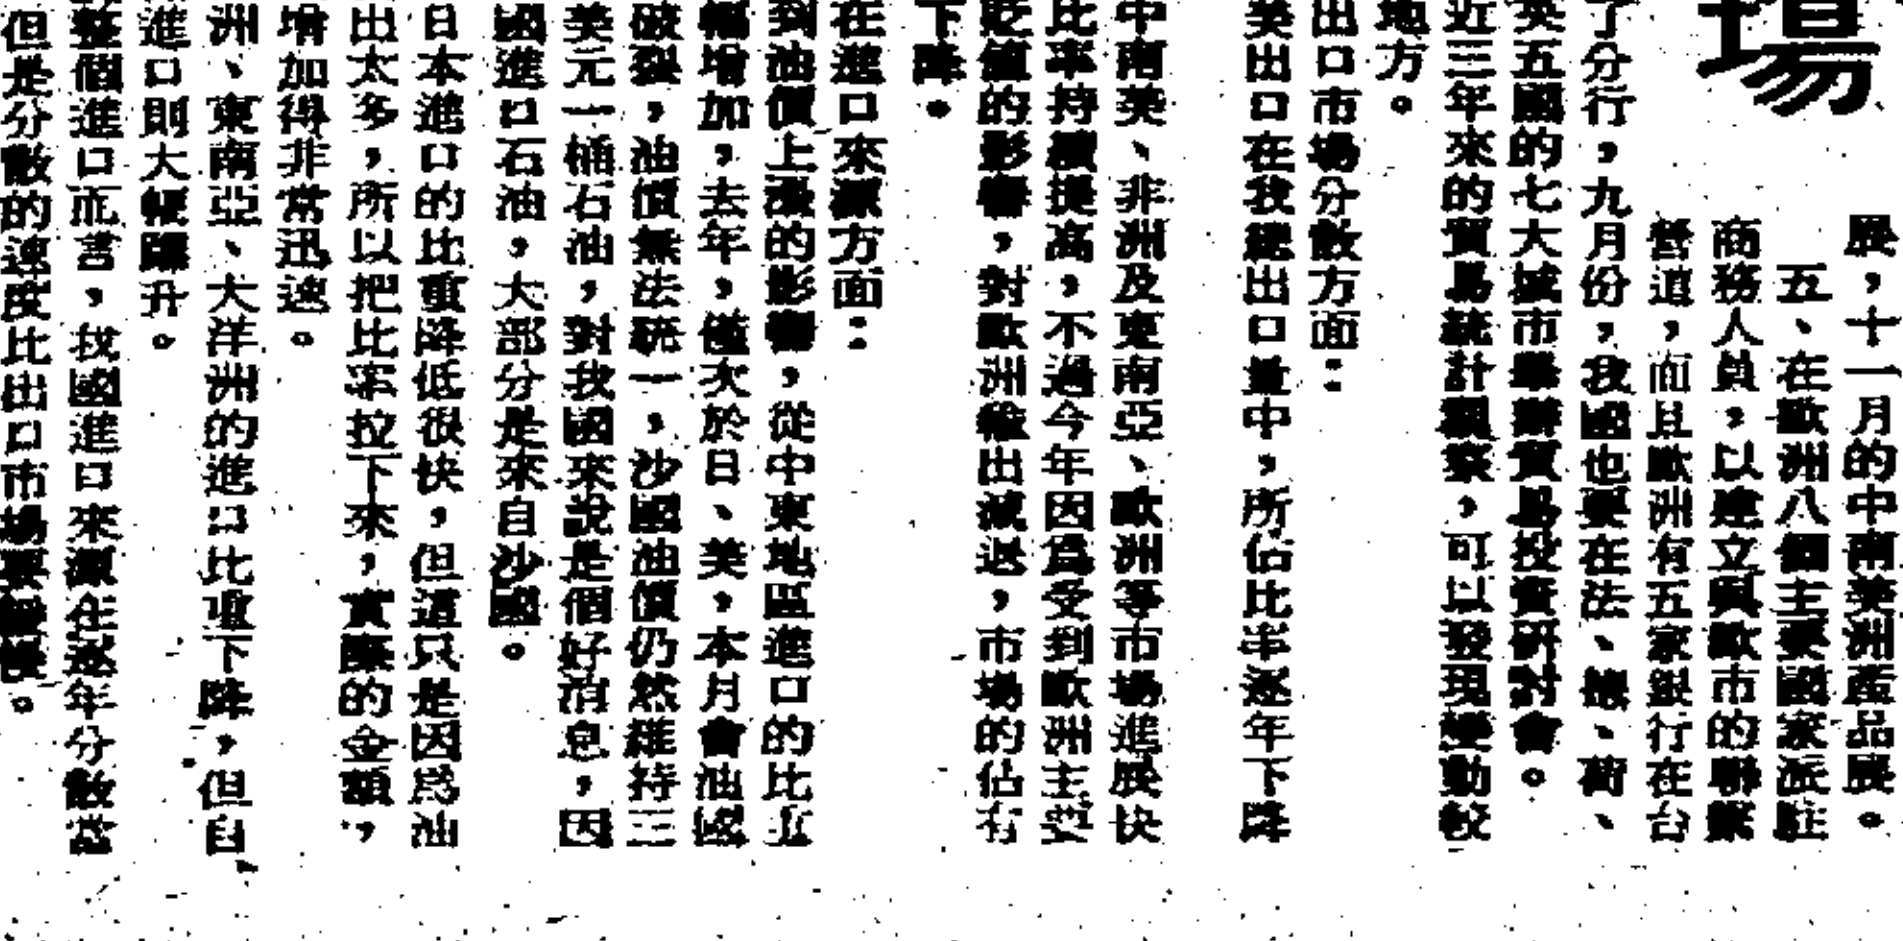 場
展，十一月的中南美洲產品展。
五、在歐洲八個主要國家派駐
商務人員，以建立與歐市的聯繫
營道，而且歐洲有五家銀行在台
了分行，九月份，我國也要在法、德、荷、
英五國的七大城市舉辦貿易投資研討會。
近三年來的貿易統計觀察，可以發現變動較
地方。
出口市場分散方面：
美出口在我總出口量中，所佔比率逐年下降
中南美、非洲及東南亞、歐洲等市場進展快
比率持續提高，不過今年因為受到歐洲主要
貶值的影響，對歐洲輸出減退，市場的佔有
下降。
在進口來源方面：
到油價上漲的影響，從中東地區進口的比重
幅增加，去年，僅次於日、美，本月會油國
破裂，油價無法統一，沙國油價仍然維持三
美元一桶石油，對我國來說是個好消息，因
國進口石油，大部分是來自沙國。
日本進口的比重降低很快，但這只是因為油
出太多，所以把比率拉下來，實際的金額，
增加得非常迅速。
洲、東南亞、大洋洲的進口比重下降，但自
進口則大幅躍升。
整個進口而言，我國進口來源在逐年分散當
但是分散的速度比出口市場要緩慢。